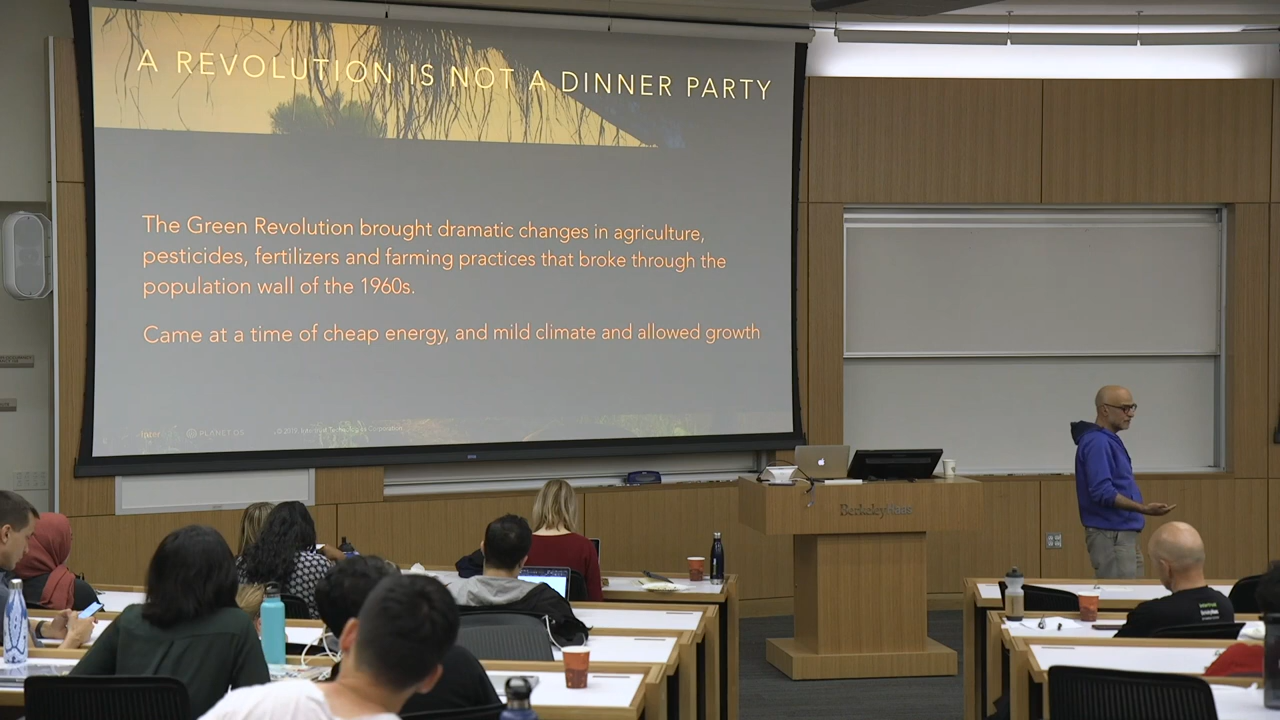 A REVOLUTION IS NOT A DINNER PARTY
The Green Revolution brought dramatic changes in agriculture,
pesticides, fertilizers and farming practices that broke through the
population wall of the 1960s.
Came at a time of cheap energy, and mild climate and allowed growth
inter
PLANET OS
BerkeleyHaas